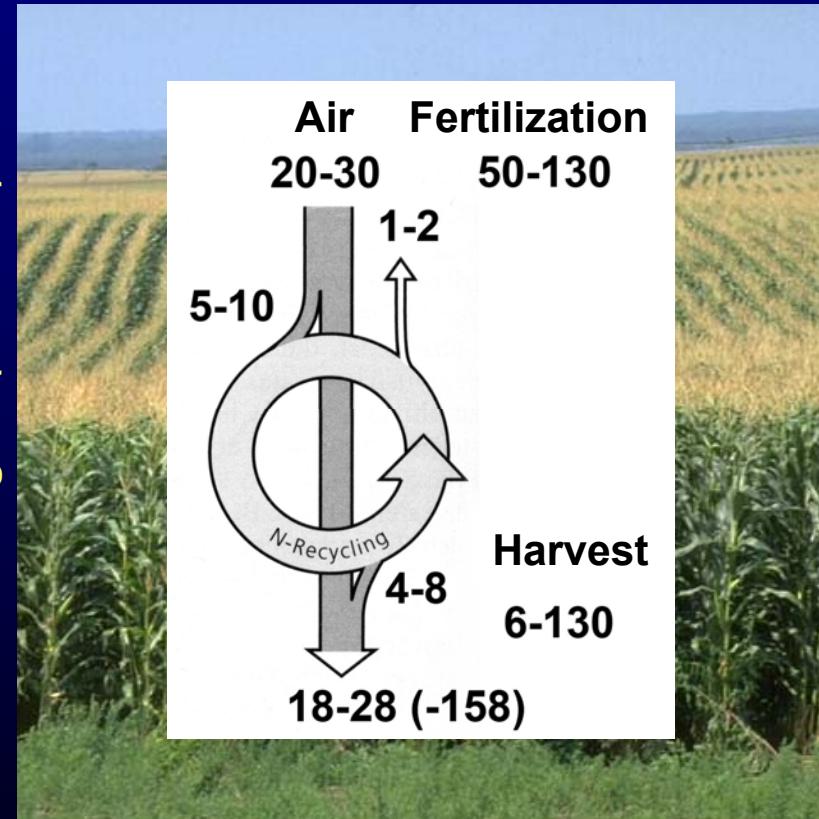 Air Fertilization
20-30 50-130
1-2
5-10
N-Recycling
Harvest
4-8
6-130
18-28 (-158)